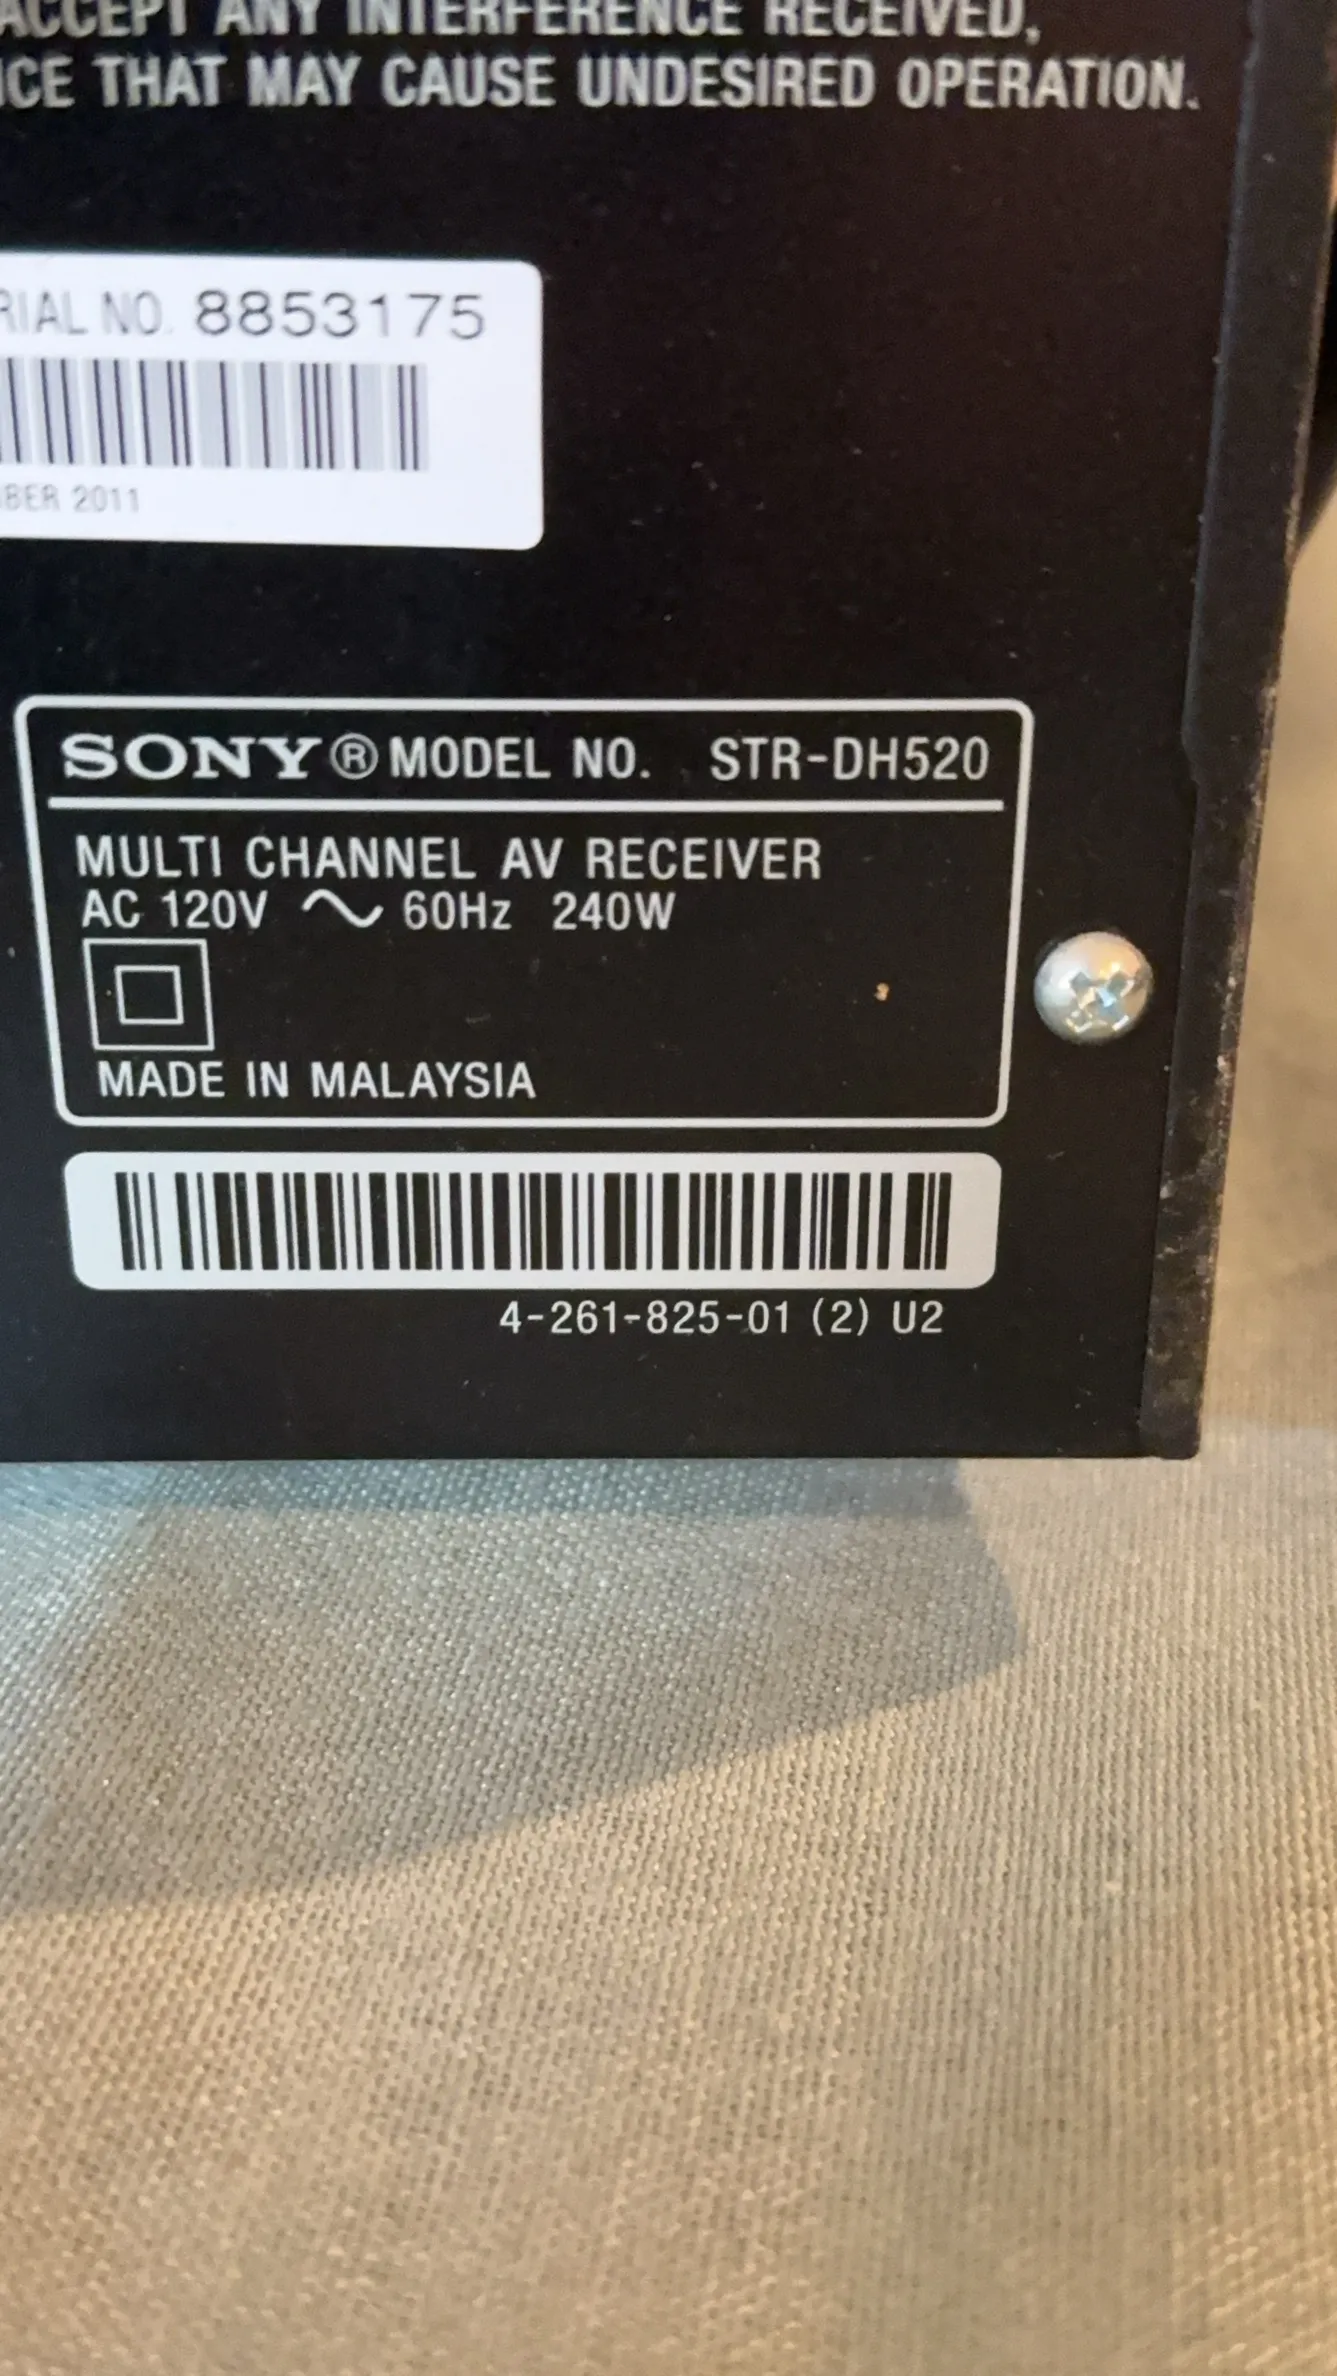 ACCEPT ANY INTERFERENCE RECEIVED,
ICE THAT MAY CAUSE UNDESIRED OPERATION.
RIAL NO. 8853175
BER 2011
SONY® MODEL NO. STR-DH520
MULTI CHANNEL AV RECEIVER
AC 120V ~ 60Hz 240W
MADE IN MALAYSIA
4-261-825-01 (2) U2